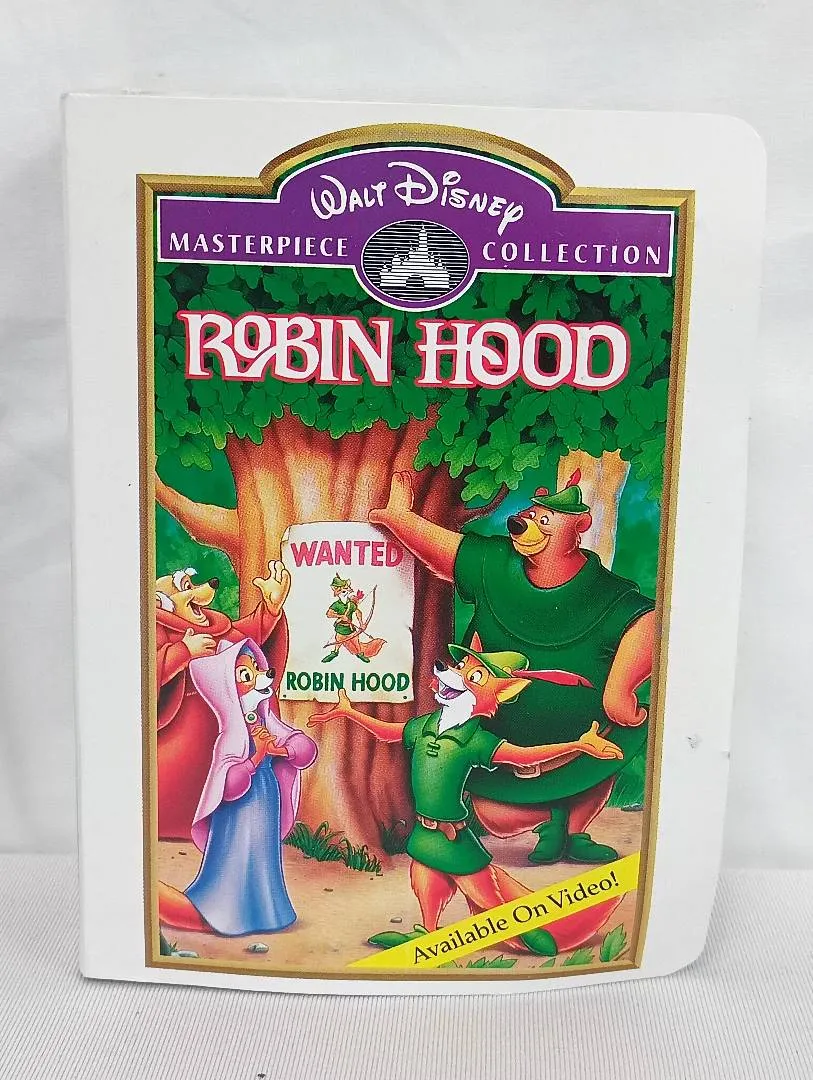 WALT DISNEY
MASTERPIECE COLLECTION
ROBIN HOOD
WANTED
ROBIN HOOD
Available On Video!